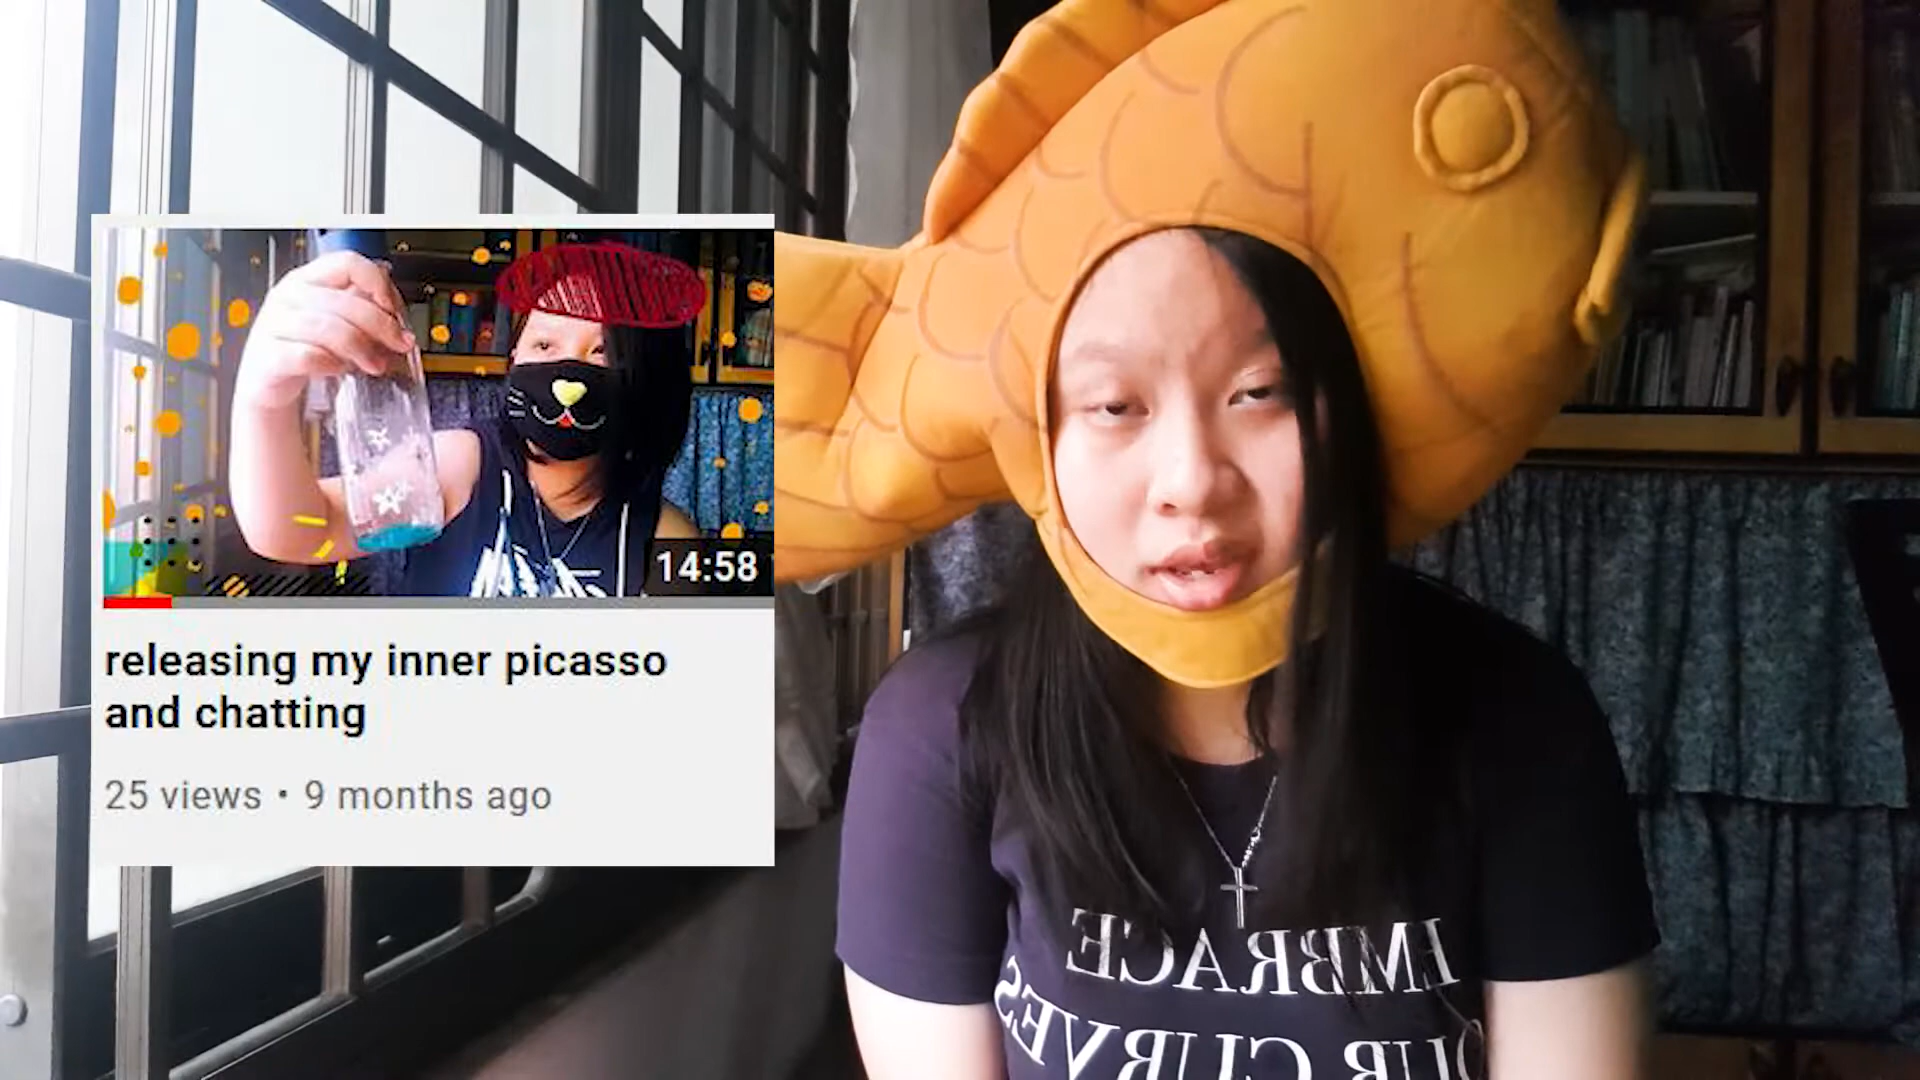 14:58
releasing my inner picasso
and chatting
25 views • 9 months ago
EMBRACE
OUR CURVES